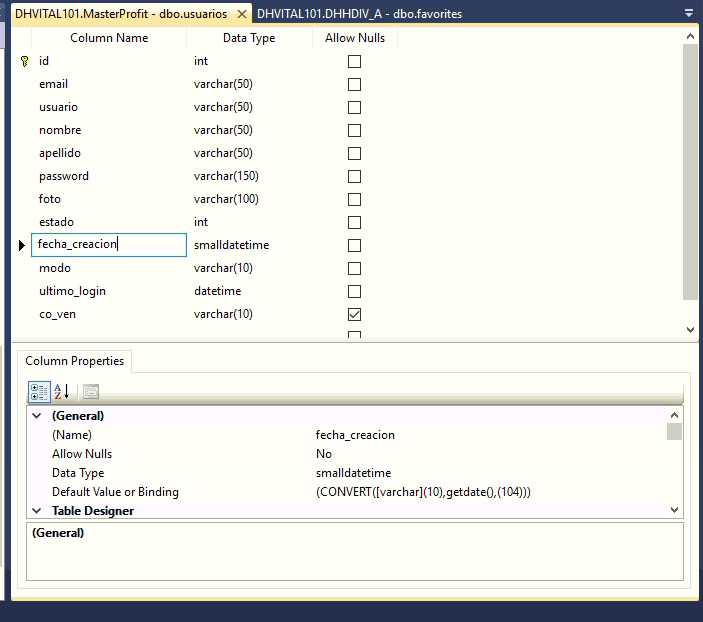 DHVITAL101.MasterProfit - dbo.usuarios DHVITAL101.DHHDIV_A - dbo.favorites
Column Name Data Type Allow Nulls
id int
email varchar(50)
usuario varchar(50)
nombre varchar(50)
apellido varchar(50)
password varchar(150)
foto varchar(100)
estado int
fecha_creacion smalldatetime
modo varchar(10)
ultimo_login datetime
co_ven varchar(10)
Column Properties
(General)
(Name) fecha_creacion
Allow Nulls No
Data Type smalldatetime
Default Value or Binding (CONVERT([varchar](10),getdate(),(104)))
Table Designer
(General)